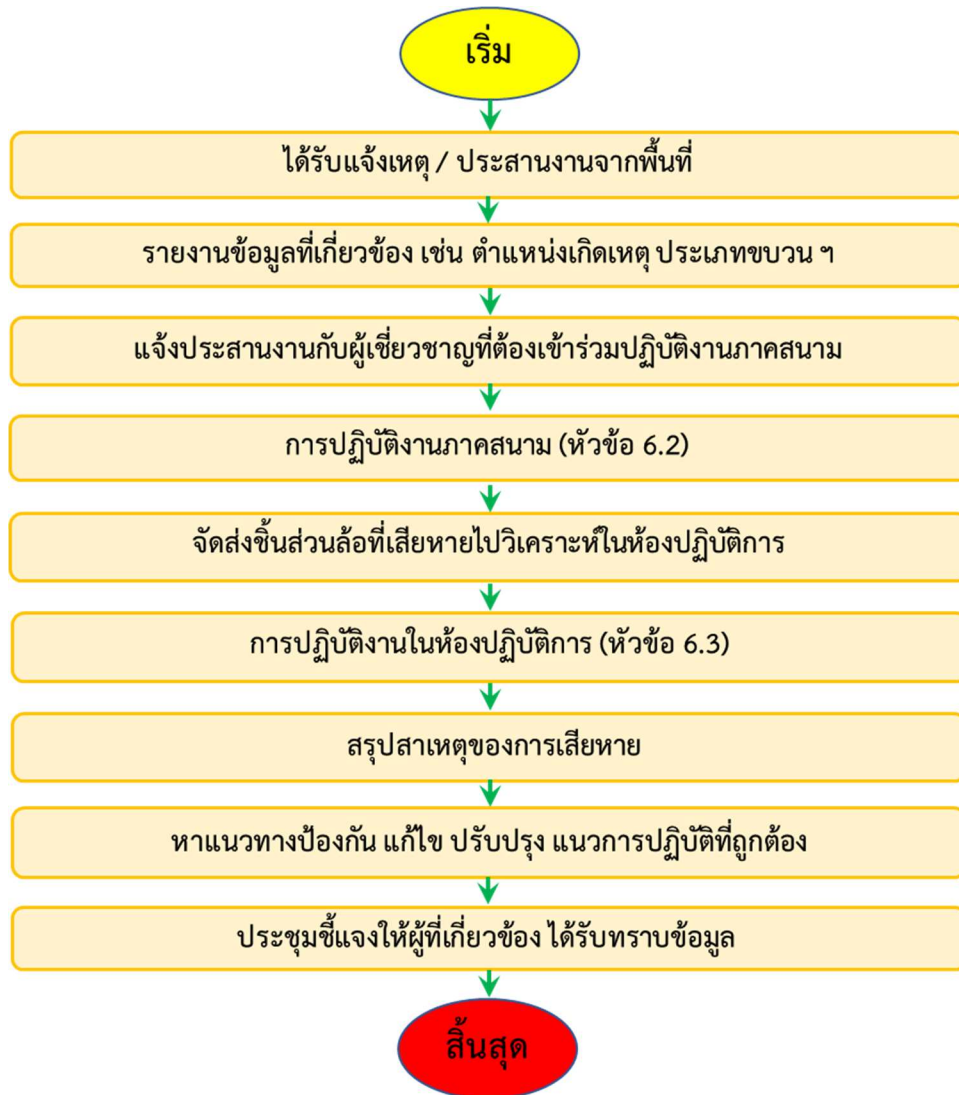 เริ่ม
ได้รับแจ้งเหตุ / ประสานงานจากพื้นที่
รายงานข้อมูลที่เกี่ยวข้อง เช่น ตำแหน่งเกิดเหตุ ประเภทขบวน ฯ
แจ้งประสานงานกับผู้เชี่ยวชาญที่ต้องเข้าร่วมปฏิบัติงานภาคสนาม
การปฏิบัติงานภาคสนาม (หัวข้อ 6.2)
จัดส่งชิ้นส่วนล้อที่เสียหายไปวิเคราะห์ในห้องปฏิบัติการ
การปฏิบัติงานในห้องปฏิบัติการ (หัวข้อ 6.3)
สรุปสาเหตุของการเสียหาย
หาแนวทางป้องกัน แก้ไข ปรับปรุง แนวการปฏิบัติที่ถูกต้อง
ประชุมชี้แจงให้ผู้ที่เกี่ยวข้อง ได้รับทราบข้อมูล
สิ้นสุด